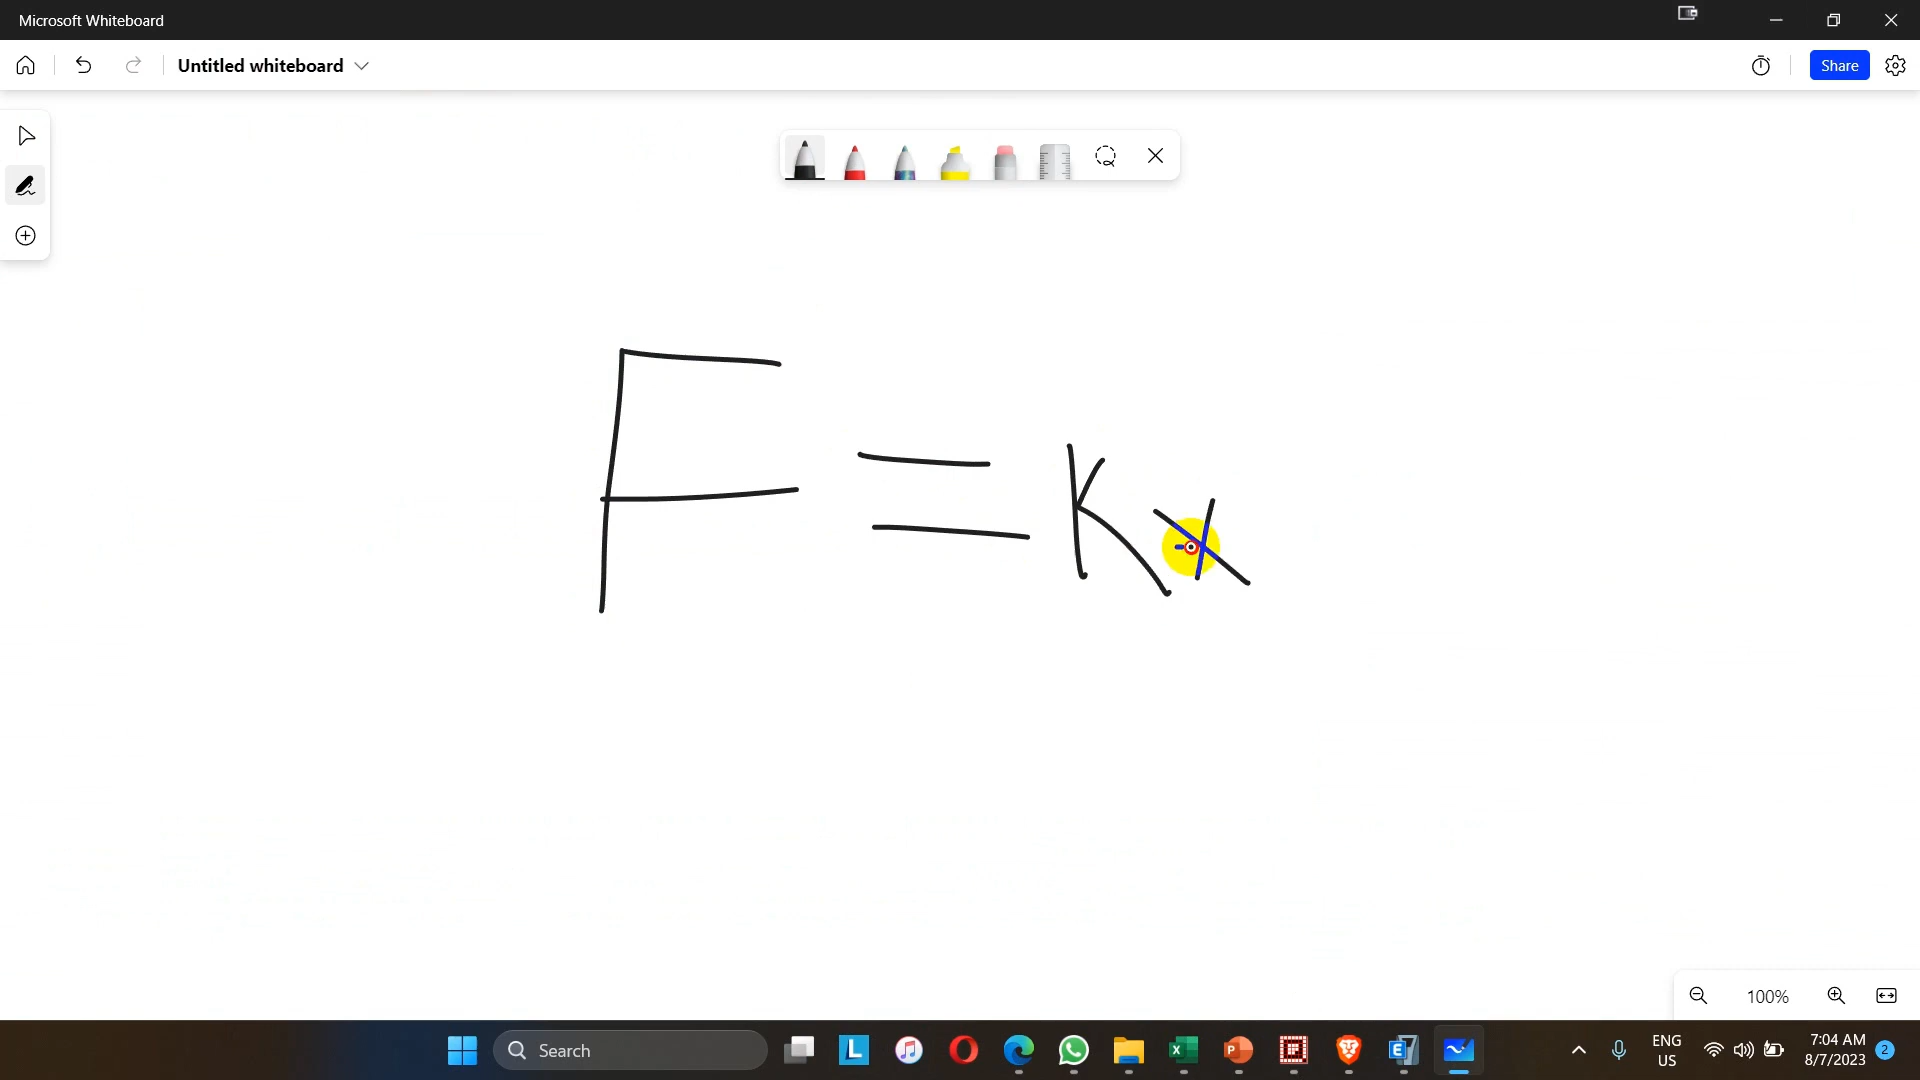 Microsoft Whiteboard
Untitled whiteboard
Share
F = Kx
100%
Search
ENG
US
7:04 AM
8/7/2023
2